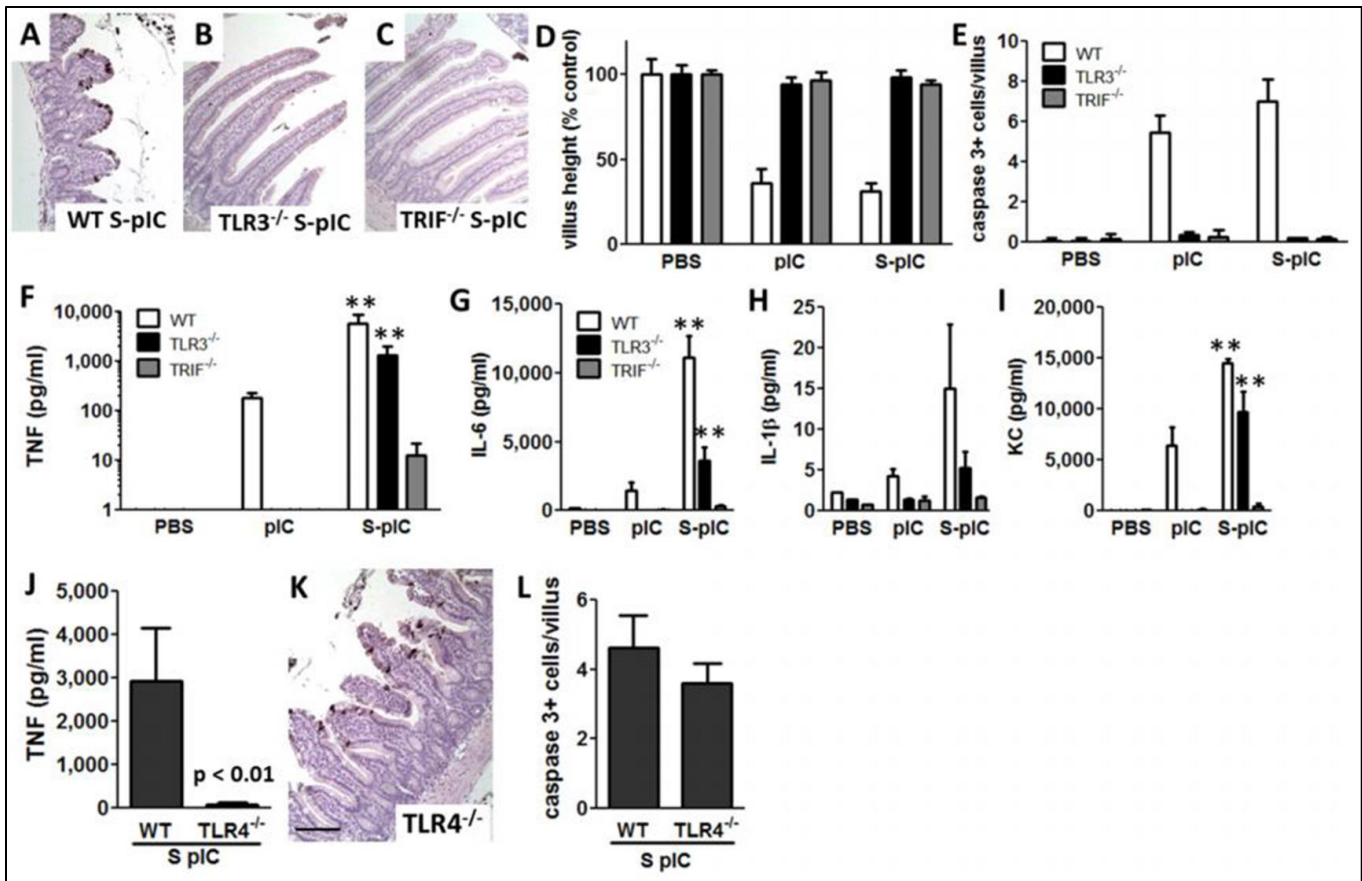 A
WT S-pIC
B
TLR3-/- S-pIC
C
TRIF-/- S-pIC
D
villus height (% control)
100
50
0
PBS pIC S-pIC
E
caspase 3+ cells/villus
10
8
6
4
2
0
WT
TLR3-/-
TRIF-/-
PBS pIC S-pIC
F
TNF (pg/ml)
10,000
1,000
100
10
1
WT
TLR3-/-
TRIF-/-
**
**
PBS pIC S-pIC
G
IL-6 (pg/ml)
15,000
10,000
5,000
0
WT
TLR3-/-
TRIF-/-
**
**
PBS pIC S-pIC
H
IL-1β (pg/ml)
25
20
15
10
5
0
PBS pIC S-pIC
I
KC (pg/ml)
20,000
15,000
10,000
5,000
0
**
**
PBS pIC S-pIC
J
TNF (pg/ml)
5,000
4,000
3,000
2,000
1,000
0
p < 0.01
WT TLR4-/-
S pIC
K
TLR4-/-
L
caspase 3+ cells/villus
6
4
2
0
WT TLR4-/-
S pIC